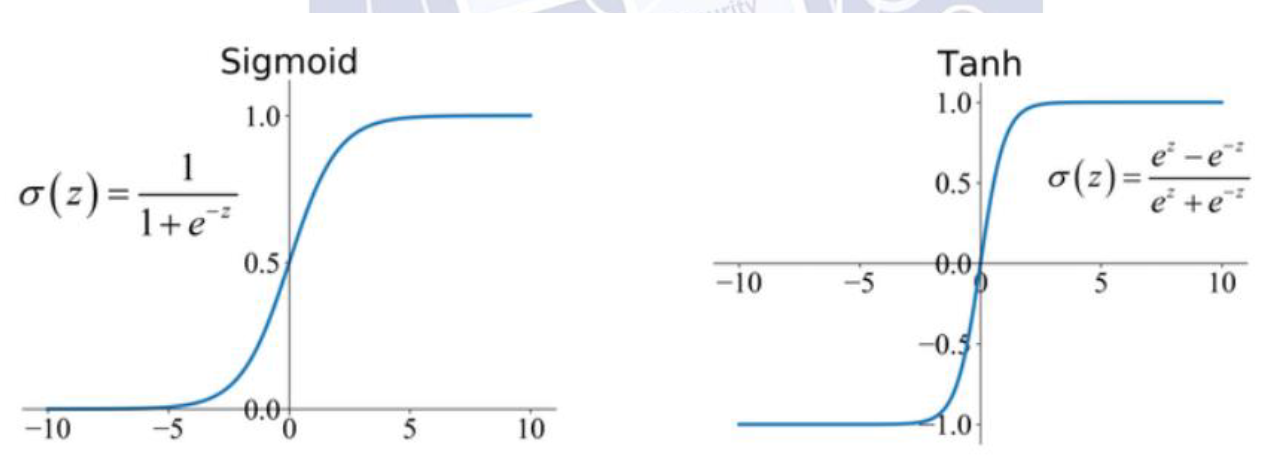 urity
Sigmoid
1.0
σ(z) = 1 / (1 + e^{-z})
0.5
0.0
−10 −5 0 5 10
Tanh
1.0
σ(z) = (e^z − e^{-z}) / (e^z + e^{-z})
0.5
0.0
−10 −5 0 5 10
−0.5
−1.0